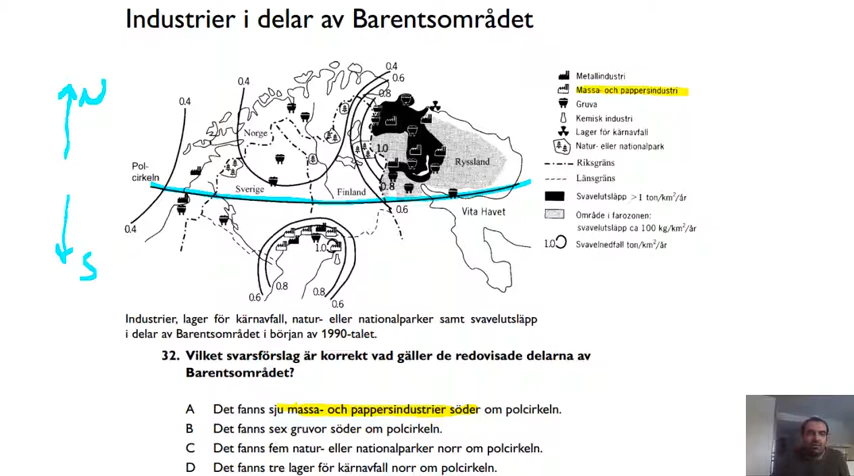 Industrier i delar av Barentsområdet
N
S
Pol-
cirkeln
0.4
0.4
0.4
0.6
0.8
1.0
0.8
0.6
0.4
Norge
Sverige
Finland
Ryssland
Vita Havet
1.0
0.6
0.8
0.8
0.6
Metallindustri
Massa- och pappersindustri
Gruva
Kemisk industri
Lager för kärnavfall
Natur- eller nationalpark
Riksgräns
Länsgräns
Svavelutsläpp >1 ton/km²/år
Område i farozonen:
svavelutsläpp ca 100 kg/km²/år
1.0 Svavelnedfall ton/km²/år
Industrier, lager för kärnavfall, natur- eller nationalparker samt svavelutsläpp
i delar av Barentsområdet i början av 1990-talet.
32. Vilket svarsförslag är korrekt vad gäller de redovisade delarna av
Barentsområdet?
A Det fanns sju massa- och pappersindustrier söder om polcirkeln.
B Det fanns sex gruvor söder om polcirkeln.
C Det fanns fem natur- eller nationalparker norr om polcirkeln.
D Det fanns tre lager för kärnavfall norr om polcirkeln.